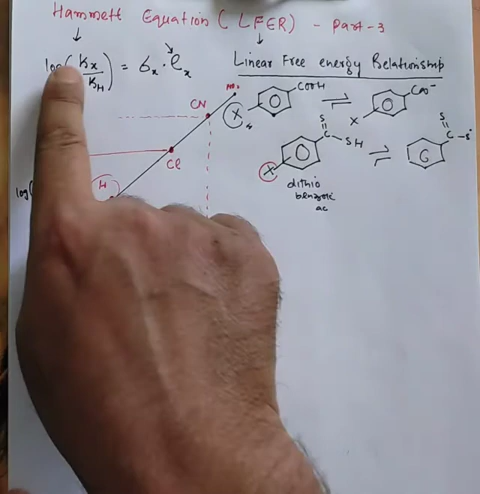 Hammett Equation (LFER) - Part-3
log(Kx/KH) = σx · ρx
Linear Free energy Relationship
CN
X
COOH
⇌
X
COO⁻
Cl
X
S
C-SH
⇌
S
C-S⁻
H
dithio
benzoic
ac
log(